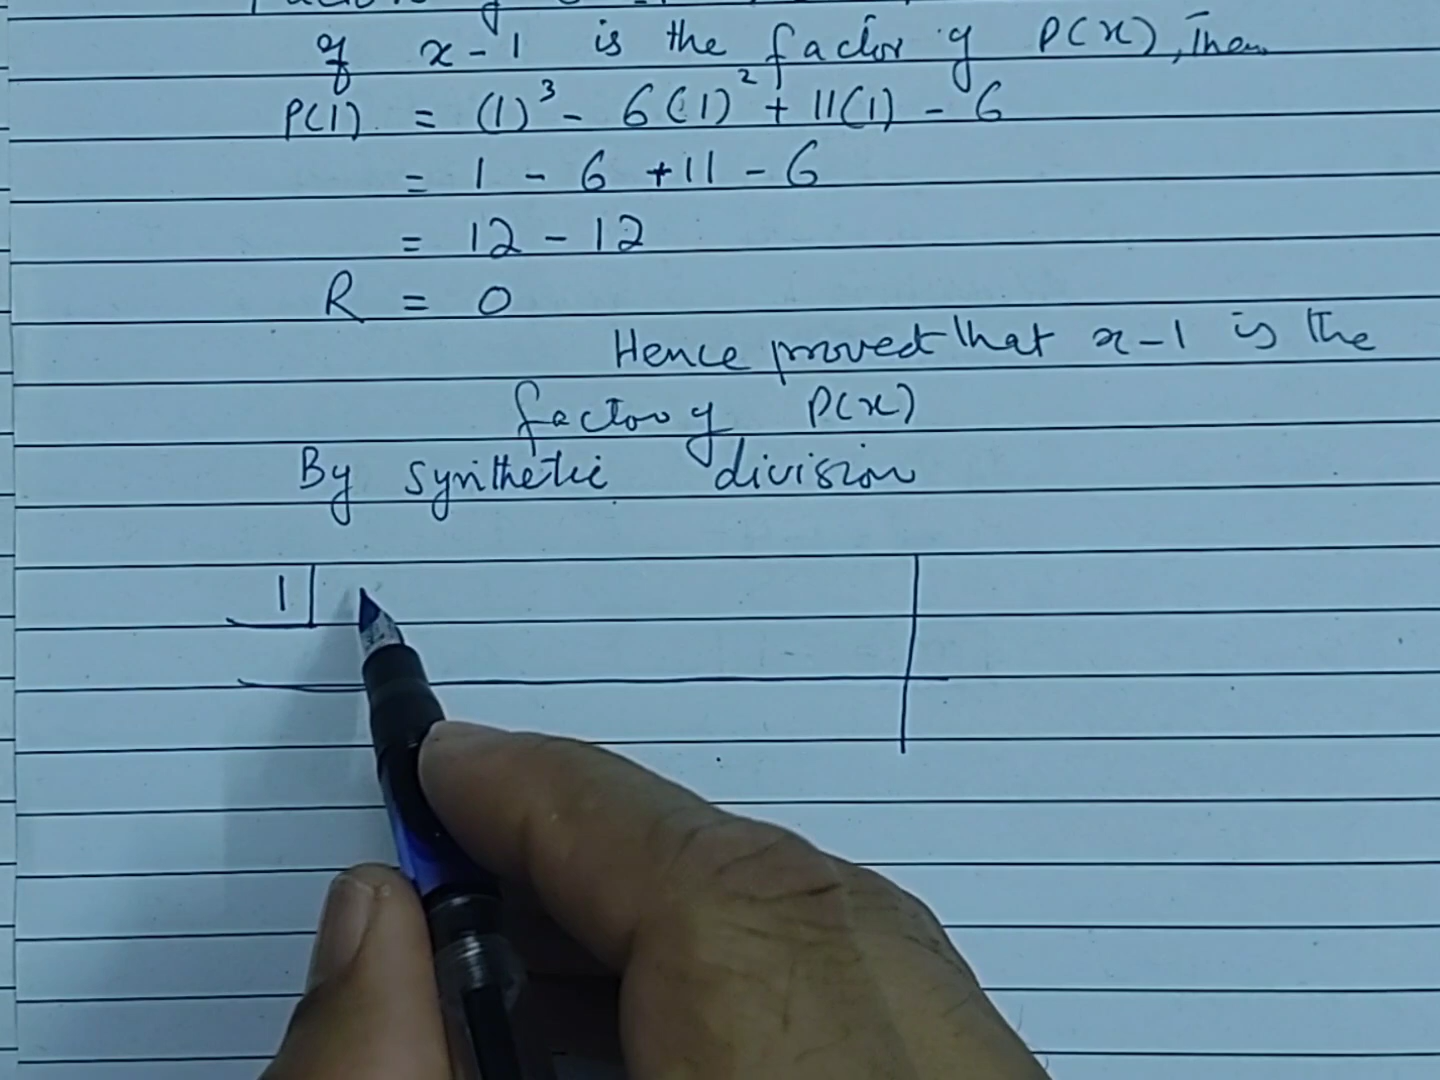 of x-1 is the factor of P(x), Then
P(1) = (1)³ - 6(1)² + 11(1) - 6
= 1 - 6 + 11 - 6
= 12 - 12
R = 0
Hence proved that x-1 is the
factor of P(x)
By synthetic division
1